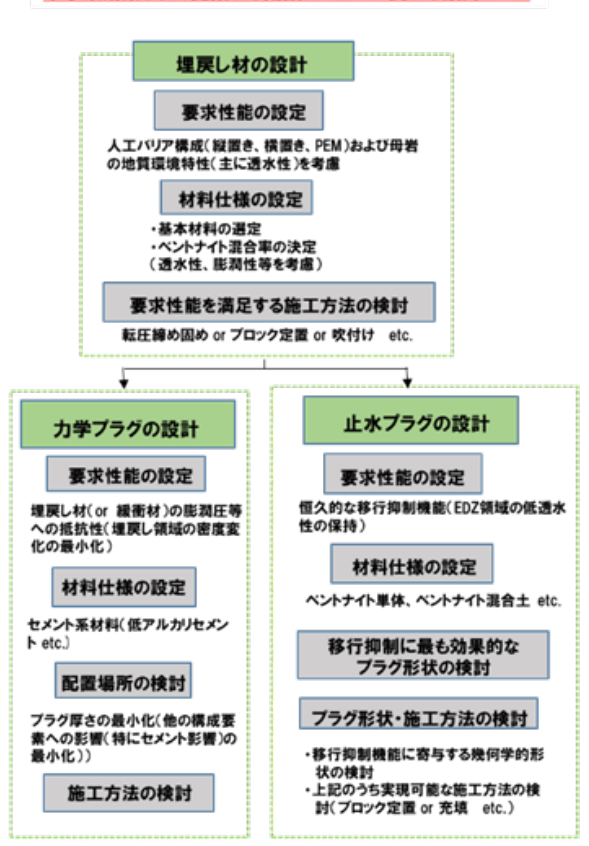 埋戻し材の設計
要求性能の設定
人工バリア構成(縦置き、横置き、PEM)および母岩
の地質環境特性(主に透水性)を考慮
材料仕様の設定
・基本材料の選定
・ベントナイト混合率の決定
(透水性、膨潤性等を考慮)
要求性能を満足する施工方法の検討
転圧締め固め or ブロック定置 or 吹付け etc.
力学プラグの設計
要求性能の設定
埋戻し材(or 緩衝材)の膨潤圧等
への抵抗性(埋戻し領域の密度変
化の最小化)
材料仕様の設定
セメント系材料(低アルカリセメン
ト etc.)
配置場所の検討
プラグ厚さの最小化(他の構成要
素への影響(特にセメント影響)の
最小化))
施工方法の検討
止水プラグの設計
要求性能の設定
恒久的な移行抑制機能(EDZ領域の低透水
性の保持)
材料仕様の設定
ベントナイト単体、ベントナイト混合土 etc.
移行抑制に最も効果的な
プラグ形状の検討
プラグ形状・施工方法の検討
・移行抑制機能に寄与する幾何学的形
状の検討
・上記のうち実現可能な施工方法の検
討(ブロック定置 or 充填 etc.)